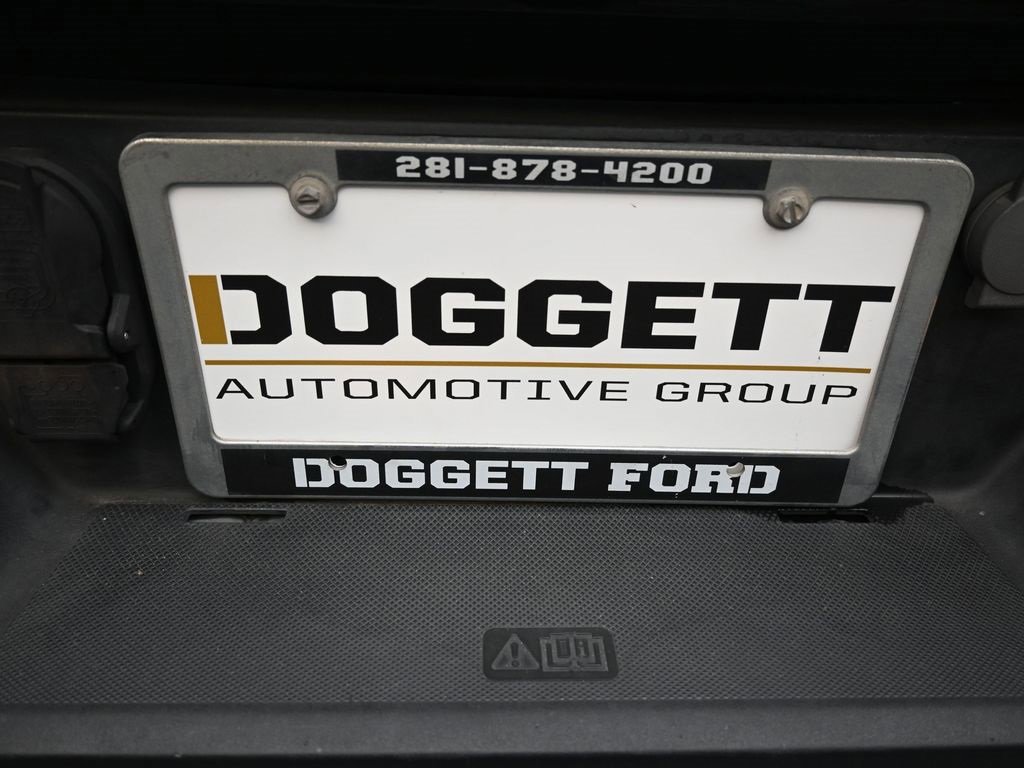 281-878-4200
DOGGETT
AUTOMOTIVE GROUP
DOGGETT FORD